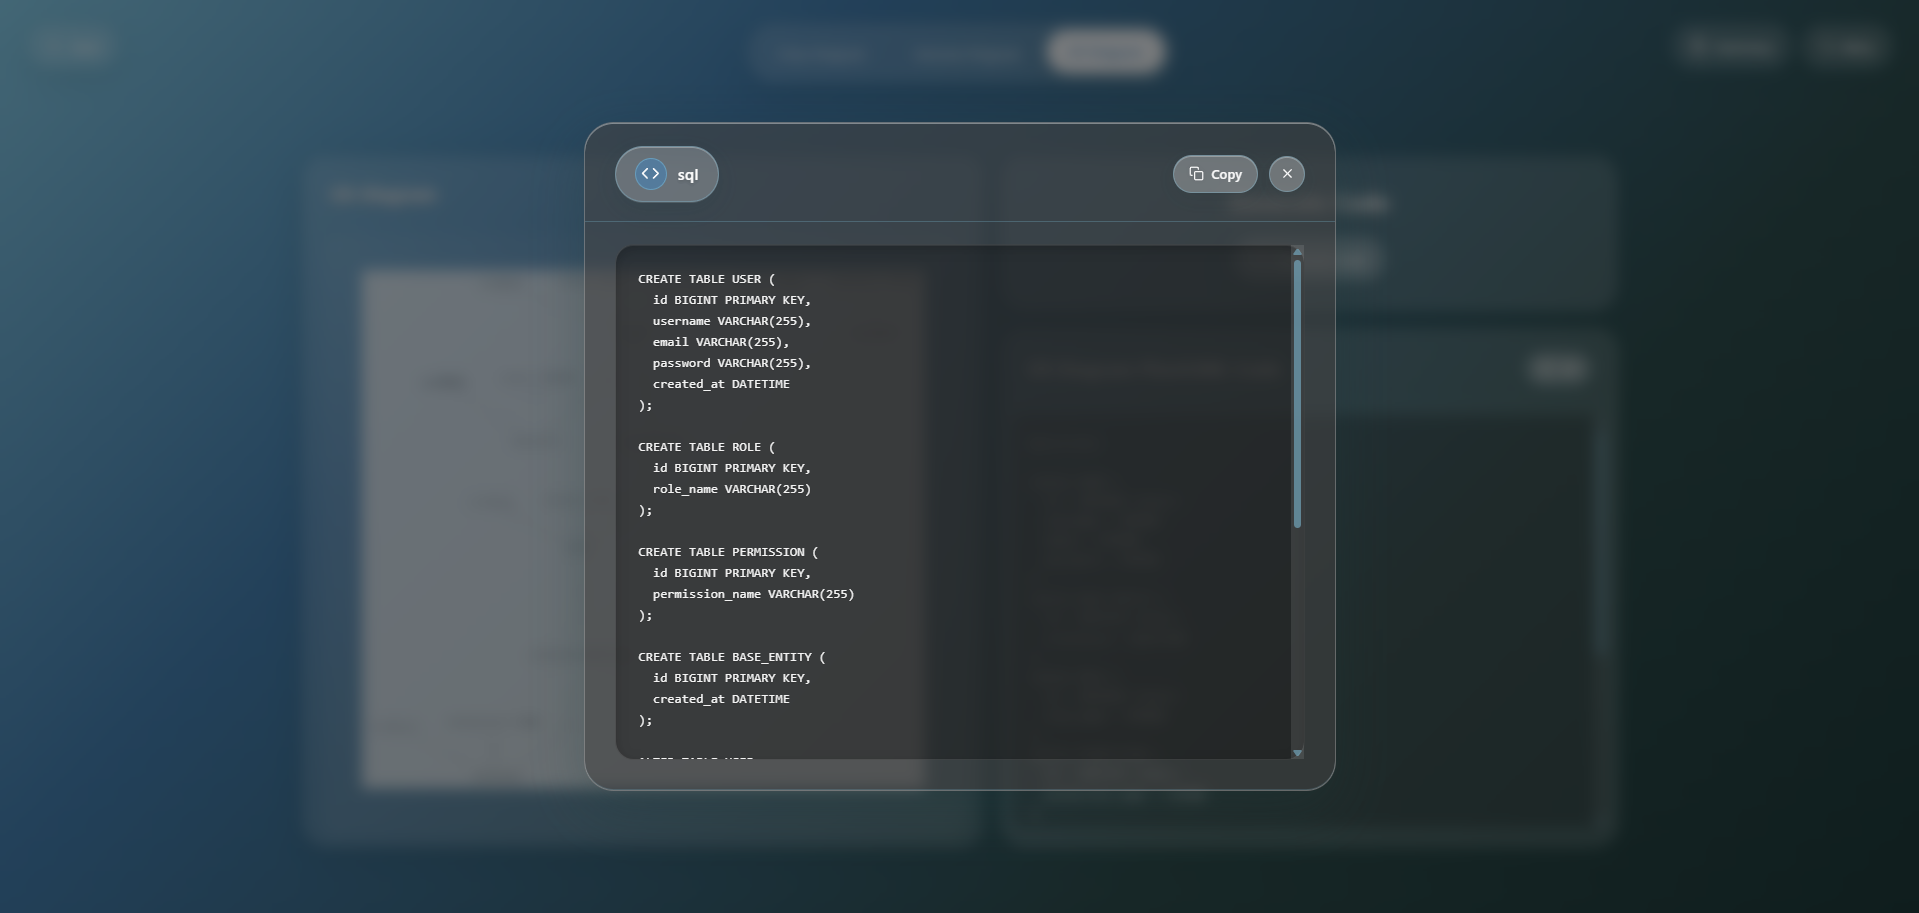 sql
Copy
CREATE TABLE USER (
  id BIGINT PRIMARY KEY,
  username VARCHAR(255),
  email VARCHAR(255),
  password VARCHAR(255),
  created_at DATETIME
);
CREATE TABLE ROLE (
  id BIGINT PRIMARY KEY,
  role_name VARCHAR(255)
);
CREATE TABLE PERMISSION (
  id BIGINT PRIMARY KEY,
  permission_name VARCHAR(255)
);
CREATE TABLE BASE_ENTITY (
  id BIGINT PRIMARY KEY,
  created_at DATETIME
);